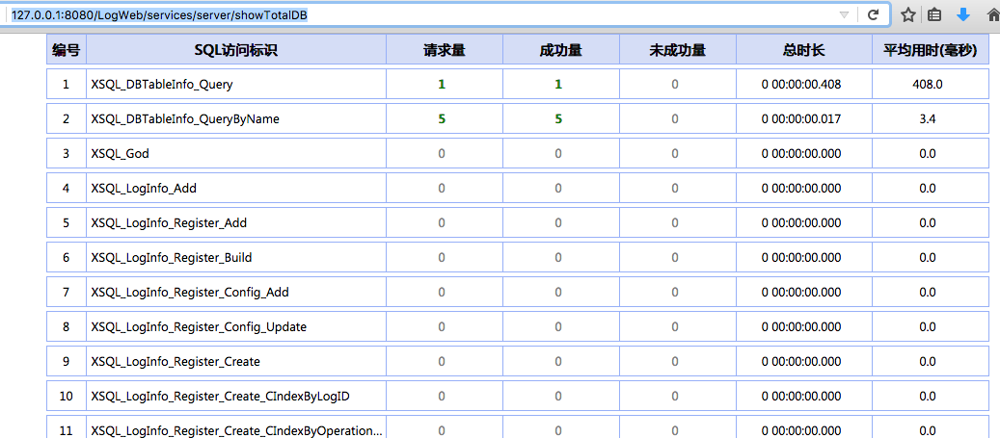 127.0.0.1:8080/LogWeb/services/server/showTotalDB
编号 SQL访问标识 请求量 成功量 未成功量 总时长 平均用时(毫秒)
1 XSQL_DBTableInfo_Query 1 1 0 0 00:00:00.408 408.0
2 XSQL_DBTableInfo_QueryByName 5 5 0 0 00:00:00.017 3.4
3 XSQL_God 0 0 0 0 00:00:00.000 0.0
4 XSQL_LogInfo_Add 0 0 0 0 00:00:00.000 0.0
5 XSQL_LogInfo_Register_Add 0 0 0 0 00:00:00.000 0.0
6 XSQL_LogInfo_Register_Build 0 0 0 0 00:00:00.000 0.0
7 XSQL_LogInfo_Register_Config_Add 0 0 0 0 00:00:00.000 0.0
8 XSQL_LogInfo_Register_Config_Update 0 0 0 0 00:00:00.000 0.0
9 XSQL_LogInfo_Register_Create 0 0 0 0 00:00:00.000 0.0
10 XSQL_LogInfo_Register_Create_CIndexByLogID 0 0 0 0 00:00:00.000 0.0
11 XSQL_LogInfo_Register_Create_CIndexByOperation... 0 0 0 0 00:00:00.000 0.0